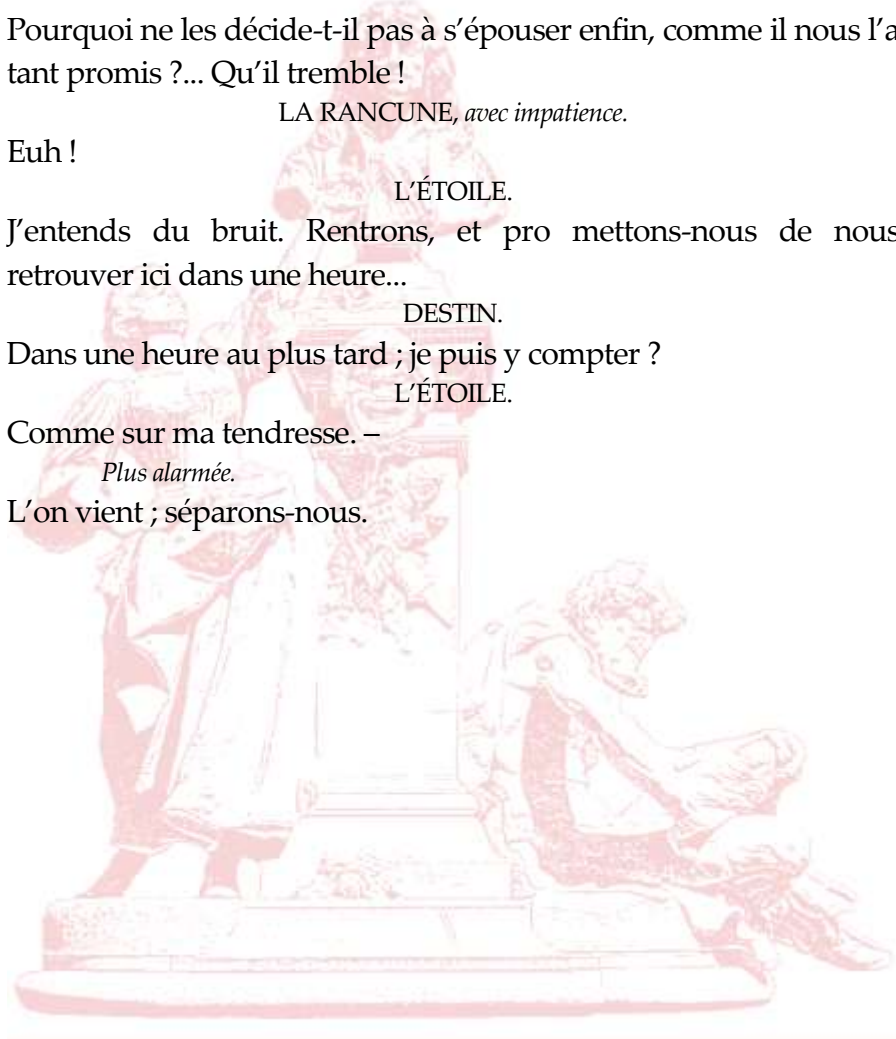 Pourquoi ne les décide-t-il pas à s’épouser enfin, comme il nous l’a
tant promis ?... Qu’il tremble !
LA RANCUNE, avec impatience.
Euh !
L’ÉTOILE.
J’entends du bruit. Rentrons, et pro mettons-nous de nous
retrouver ici dans une heure...
DESTIN.
Dans une heure au plus tard ; je puis y compter ?
L’ÉTOILE.
Comme sur ma tendresse. –
Plus alarmée.
L’on vient ; séparons-nous.